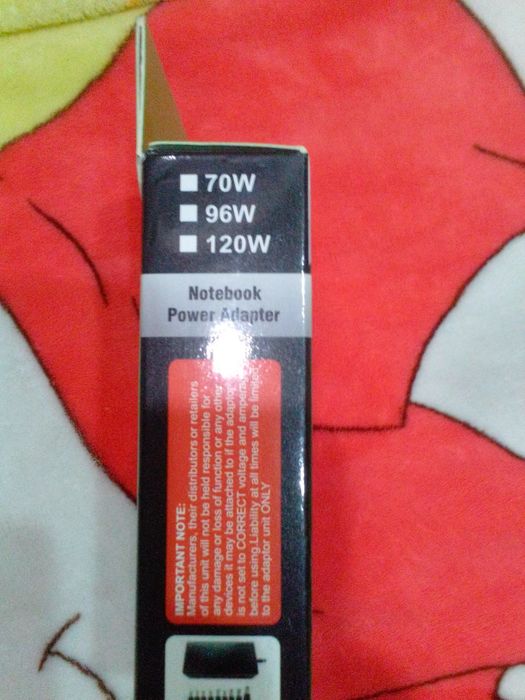 70W
96W
120W
Notebook
Power Adapter
IMPORTANT NOTE:
Manufacturers, their distributors or retailers
of this unit will not be held responsible for
any damage or loss of function or any other
devices it may be attached to if the adaptor
is not set to CORRECT voltage and amperage
before using.Liability at all times will be limited
to the adaptor unit ONLY